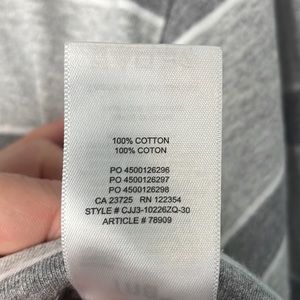 100% COTTON
100% COTON
PO 4500126296
PO 4500126297
PO 4500126298
CA 23725 RN 122354
STYLE # CJJ3-10226ZQ-30
ARTICLE # 78909